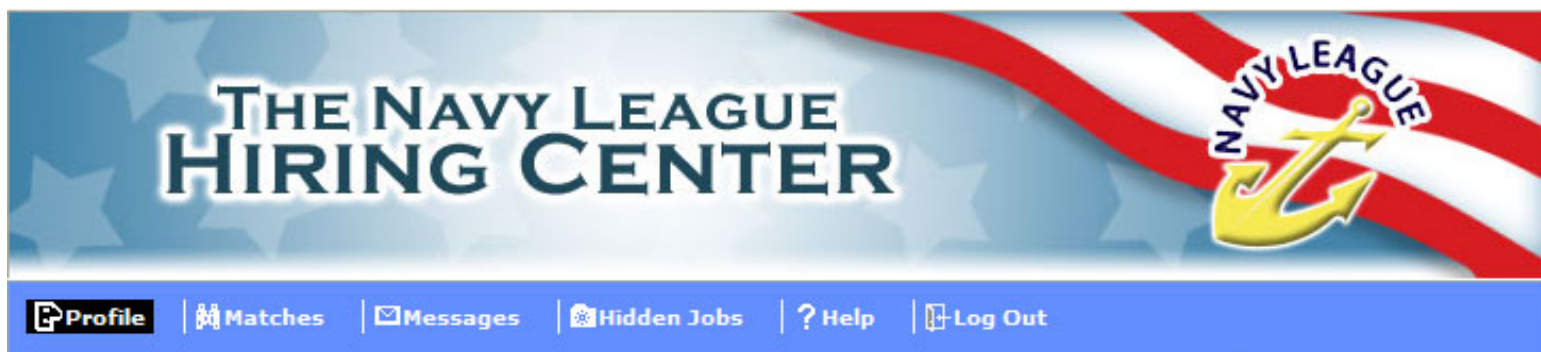 THE NAVY LEAGUE
HIRING CENTER
NAVY LEAGUE
Profile Matches Messages Hidden Jobs ? Help Log Out